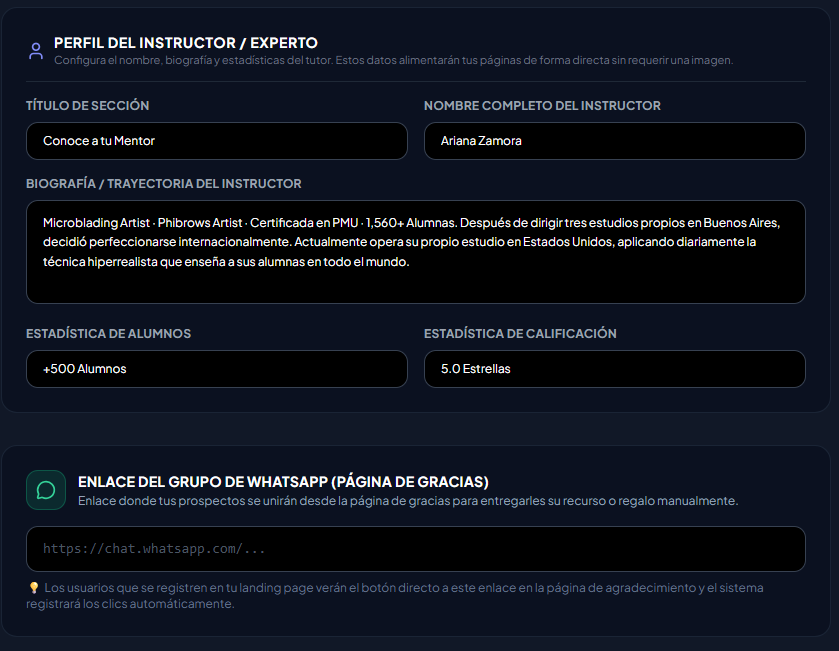 PERFIL DEL INSTRUCTOR / EXPERTO
Configura el nombre, biografía y estadísticas del tutor. Estos datos alimentarán tus páginas de forma directa sin requerir una imagen.
TÍTULO DE SECCIÓN
NOMBRE COMPLETO DEL INSTRUCTOR
Conoce a tu Mentor
Ariana Zamora
BIOGRAFÍA / TRAYECTORIA DEL INSTRUCTOR
Microblading Artist · Phibrows Artist · Certificada en PMU · 1,560+ Alumnas. Después de dirigir tres estudios propios en Buenos Aires,
decidió perfeccionarse internacionalmente. Actualmente opera su propio estudio en Estados Unidos, aplicando diariamente la
técnica hiperrealista que enseña a sus alumnas en todo el mundo.
ESTADÍSTICA DE ALUMNOS
ESTADÍSTICA DE CALIFICACIÓN
+500 Alumnos
5.0 Estrellas
ENLACE DEL GRUPO DE WHATSAPP (PÁGINA DE GRACIAS)
Enlace donde tus prospectos se unirán desde la página de gracias para entregarles su recurso o regalo manualmente.
https://chat.whatsapp.com/...
💡 Los usuarios que se registren en tu landing page verán el botón directo a este enlace en la página de agradecimiento y el sistema
registrará los clics automáticamente.